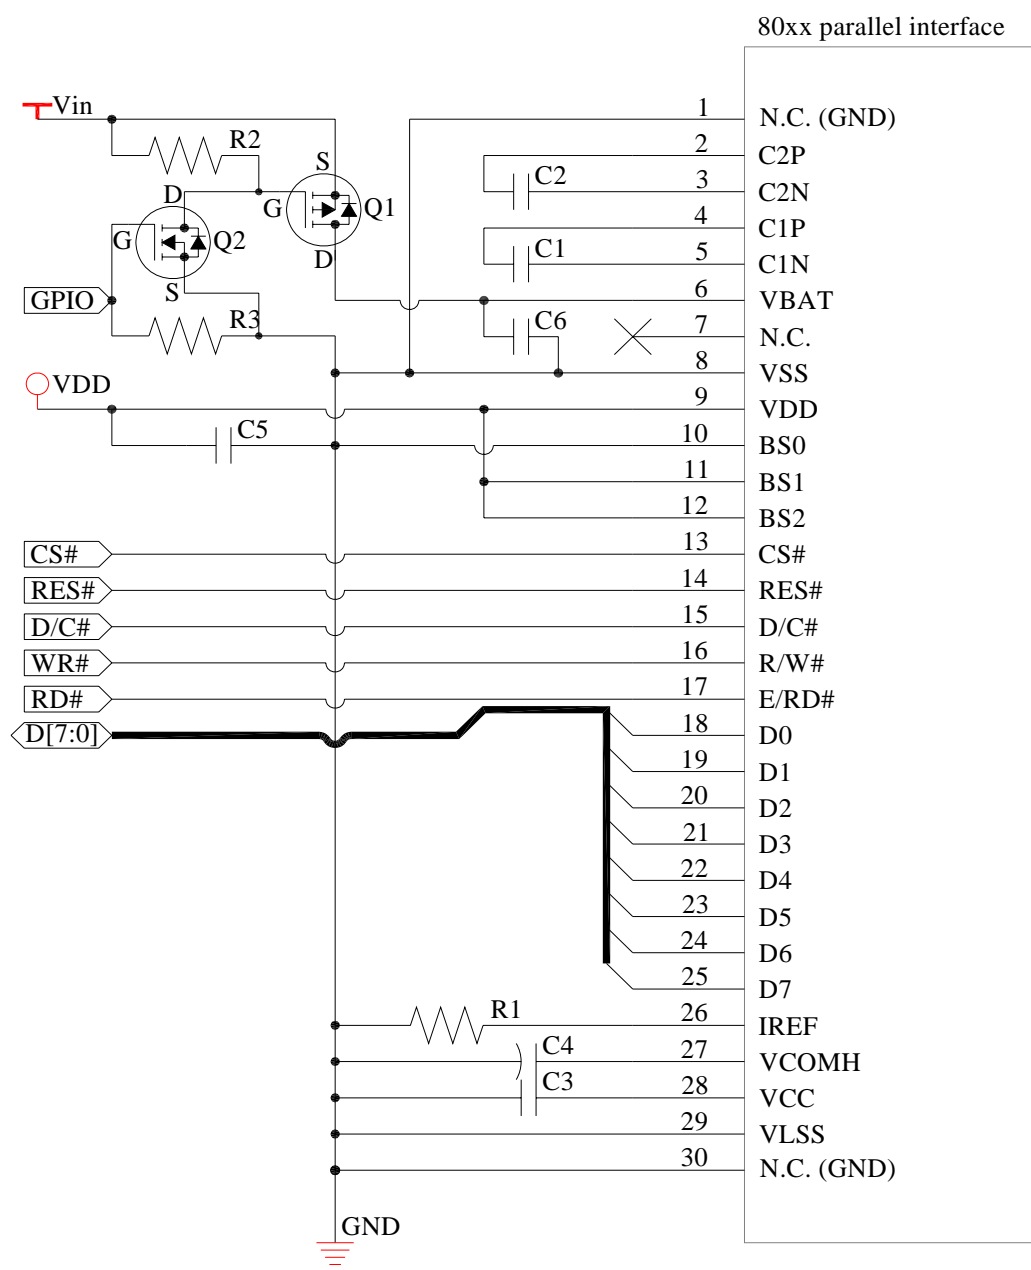 80xx parallel interface
Vin
1 N.C. (GND)
R2
2 C2P
S
C2
3 C2N
D
G Q1
4 C1P
G Q2
C1
5 C1N
D
S
GPIO
6 VBAT
R3
C6
7 N.C.
8 VSS
VDD
9 VDD
C5
10 BS0
11 BS1
12 BS2
CS# 13 CS#
RES# 14 RES#
D/C# 15 D/C#
WR# 16 R/W#
RD# 17 E/RD#
D[7:0] 18 D0
19 D1
20 D2
21 D3
22 D4
23 D5
24 D6
25 D7
R1 26 IREF
C4 27 VCOMH
C3 28 VCC
29 VLSS
30 N.C. (GND)
GND